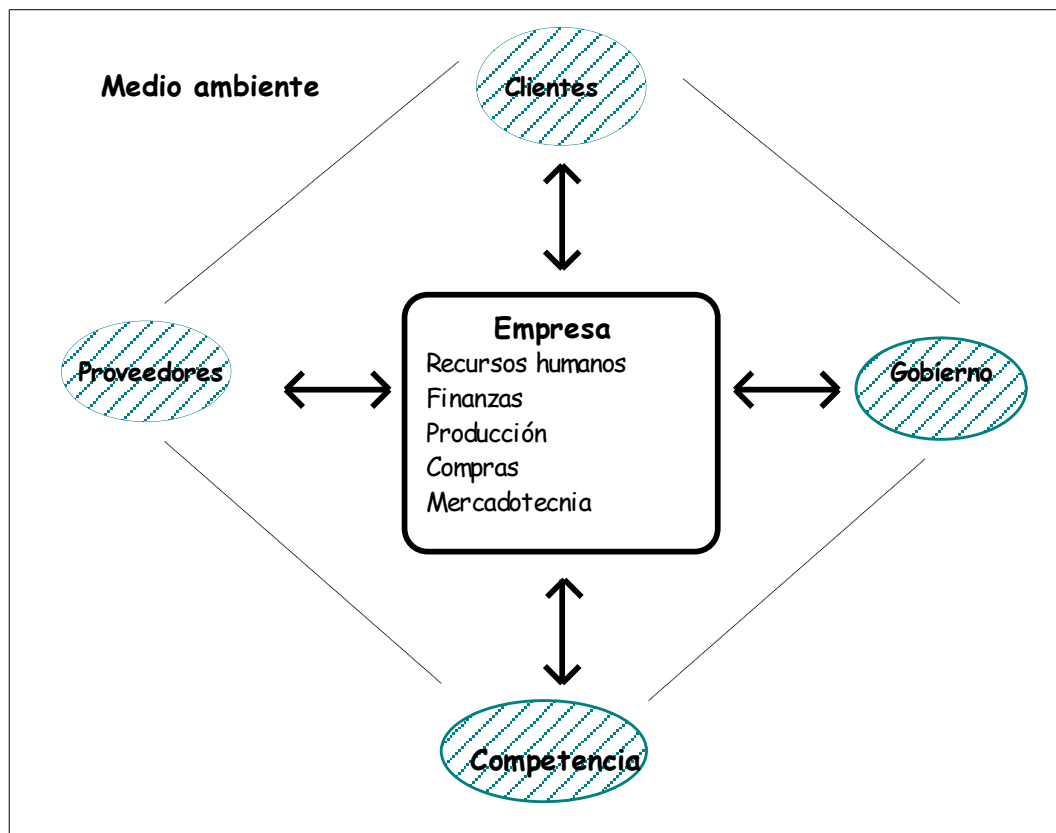 Medio ambiente
Clientes
Empresa
Recursos humanos
Finanzas
Producción
Compras
Mercadotecnia
Proveedores
Gobierno
Competencia